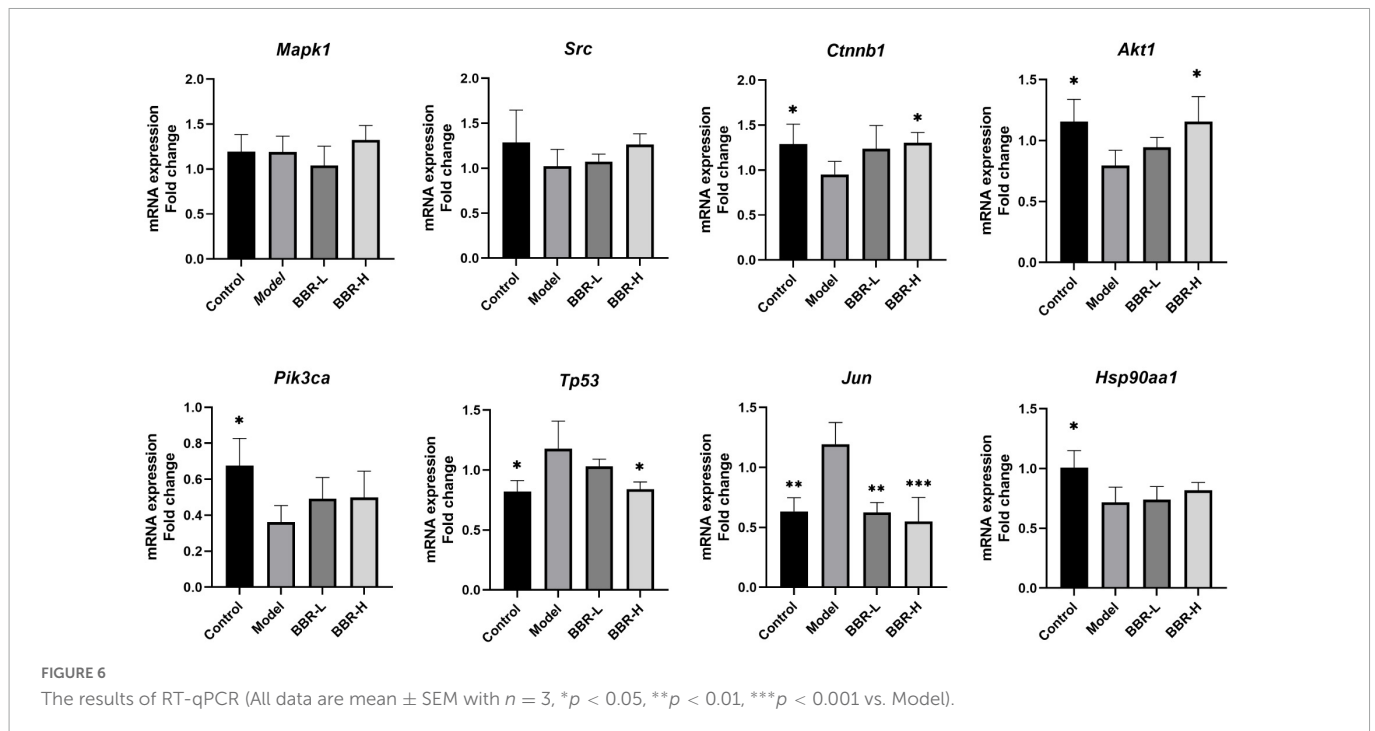 Mapk1
mRNA expression
Fold change
2.0
1.5
1.0
0.5
0.0
Control
Model
BBR-L
BBR-H
Src
mRNA expression
Fold change
2.0
1.5
1.0
0.5
0.0
Control
Model
BBR-L
BBR-H
Ctnnb1
mRNA expression
Fold change
2.0
1.5
1.0
0.5
0.0
*
*
Control
Model
BBR-L
BBR-H
Akt1
mRNA expression
Fold change
1.5
1.0
0.5
0.0
*
*
Control
Model
BBR-L
BBR-H
Pik3ca
mRNA expression
Fold change
1.0
0.8
0.6
0.4
0.2
0.0
*
Control
Model
BBR-L
BBR-H
Tp53
mRNA expression
Fold change
1.5
1.0
0.5
0.0
*
*
Control
Model
BBR-L
BBR-H
Jun
mRNA expression
Fold change
1.5
1.0
0.5
0.0
**
**
***
Control
Model
BBR-L
BBR-H
Hsp90aa1
mRNA expression
Fold change
1.5
1.0
0.5
0.0
*
Control
Model
BBR-L
BBR-H
FIGURE 6
The results of RT-qPCR (All data are mean ± SEM with n = 3, *p < 0.05, **p < 0.01, ***p < 0.001 vs. Model).